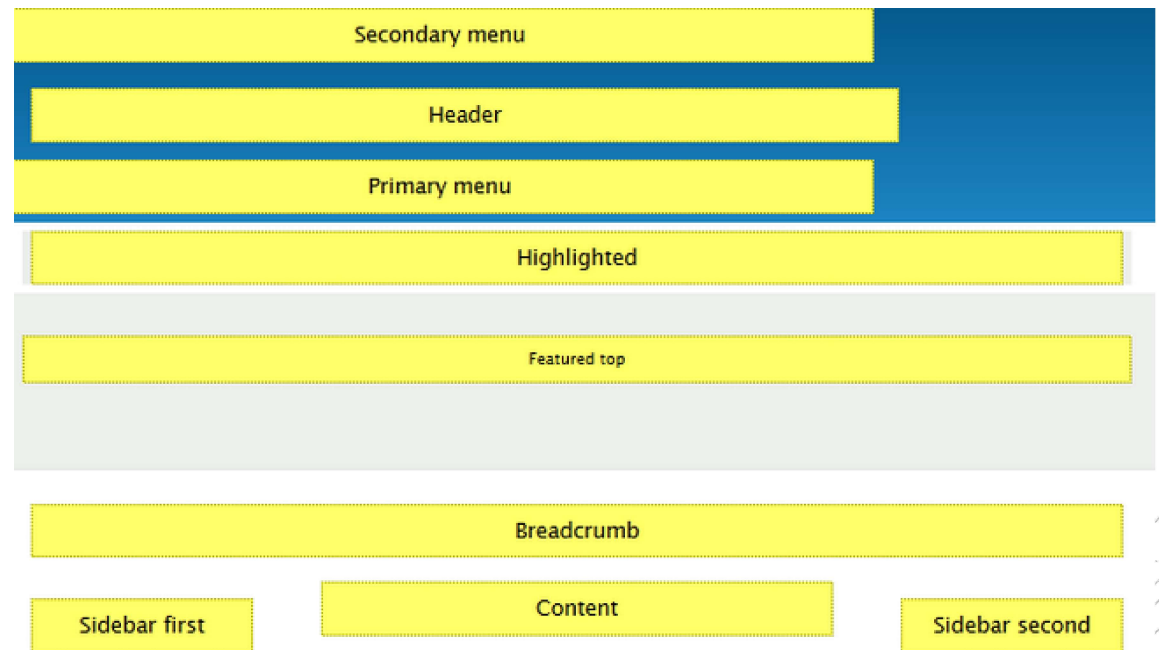 Secondary menu
Header
Primary menu
Highlighted
Featured top
Breadcrumb
Content
Sidebar first
Sidebar second